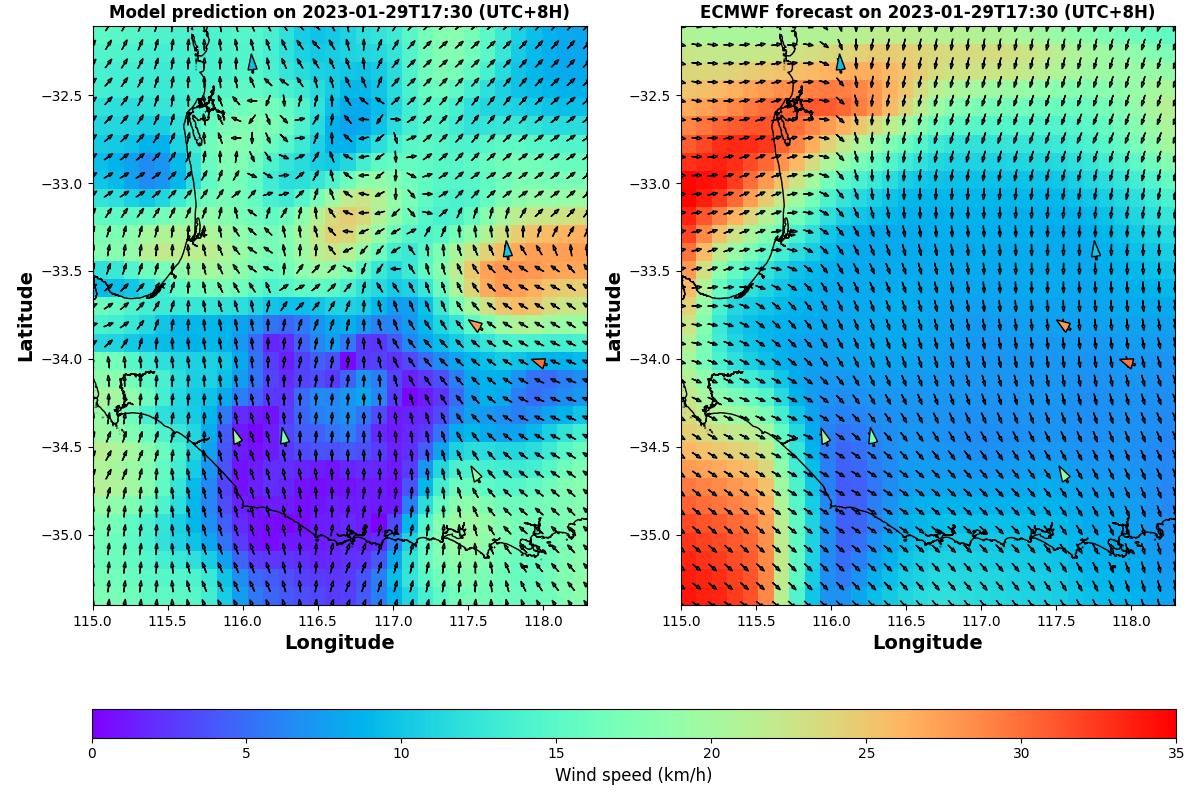 Model prediction on 2023-01-29T17:30 (UTC+8H)
ECMWF forecast on 2023-01-29T17:30 (UTC+8H)
Latitude
−32.5
−33.0
−33.5
−34.0
−34.5
−35.0
115.0 115.5 116.0 116.5 117.0 117.5 118.0
Longitude
Latitude
−32.5
−33.0
−33.5
−34.0
−34.5
−35.0
115.0 115.5 116.0 116.5 117.0 117.5 118.0
Longitude
0 5 10 15 20 25 30 35
Wind speed (km/h)